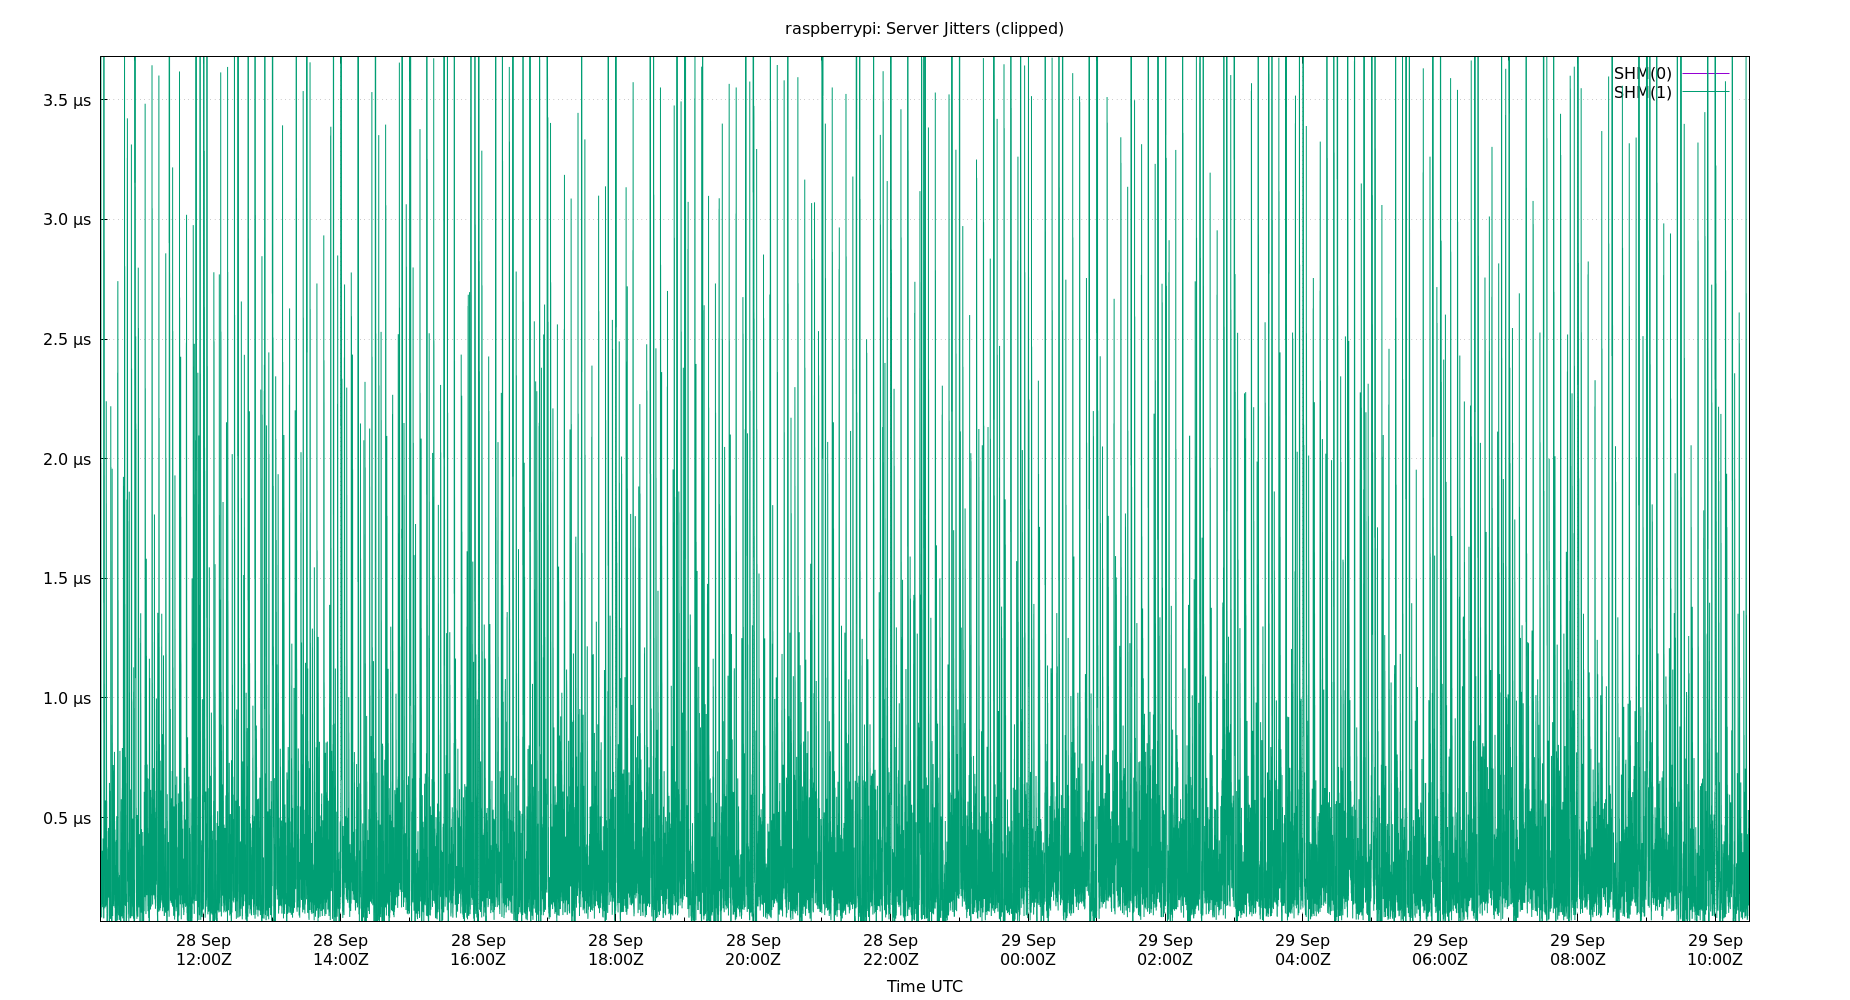 raspberrypi: Server Jitters (clipped)
SHM(0)
SHM(1)
3.5 µs
3.0 µs
2.5 µs
2.0 µs
1.5 µs
1.0 µs
0.5 µs
28 Sep 28 Sep 28 Sep 28 Sep 28 Sep 28 Sep 29 Sep 29 Sep 29 Sep 29 Sep 29 Sep 29 Sep
12:00Z 14:00Z 16:00Z 18:00Z 20:00Z 22:00Z 00:00Z 02:00Z 04:00Z 06:00Z 08:00Z 10:00Z
Time UTC